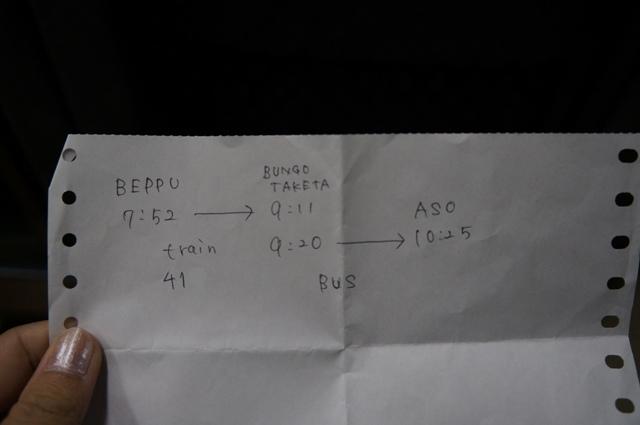 BEPPU
7:52 → BUNGO
TAKETA
9:11
train
41
9:20 → ASO
10:25
BUS